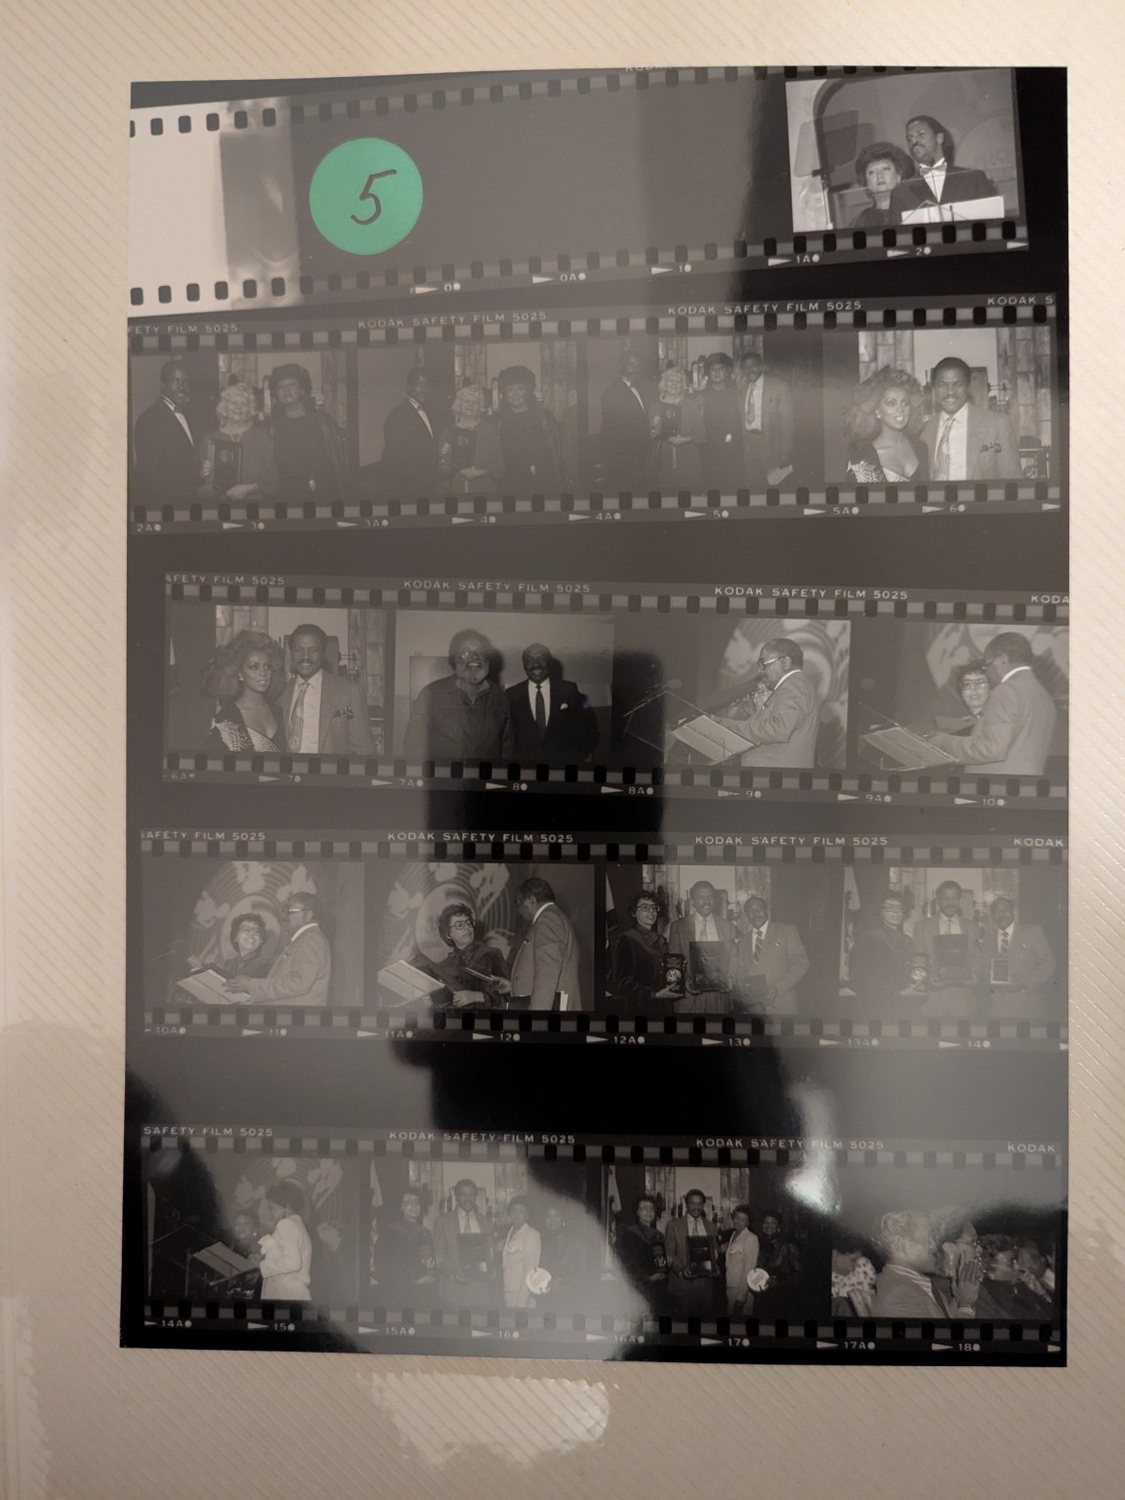 KODAK
5
0
0A
1
1A
2
FETY FILM 5025 KODAK SAFETY FILM 5025 KODAK SAFETY FILM 5025 KODAK S
2A 3 3A 4 4A 5 5A 6
AFETY FILM 5025 KODAK SAFETY FILM 5025 KODAK SAFETY FILM 5025 KODA
6A 7 7A 8 8A 9 9A 10
SAFETY FILM 5025 KODAK SAFETY FILM 5025 KODAK SAFETY FILM 5025 KODAK
10A 11 11A 12 12A 13 13A 14
SAFETY FILM 5025 KODAK SAFETY FILM 5025 KODAK SAFETY FILM 5025 KODAK
14A 15 15A 16 16A 17 17A 18